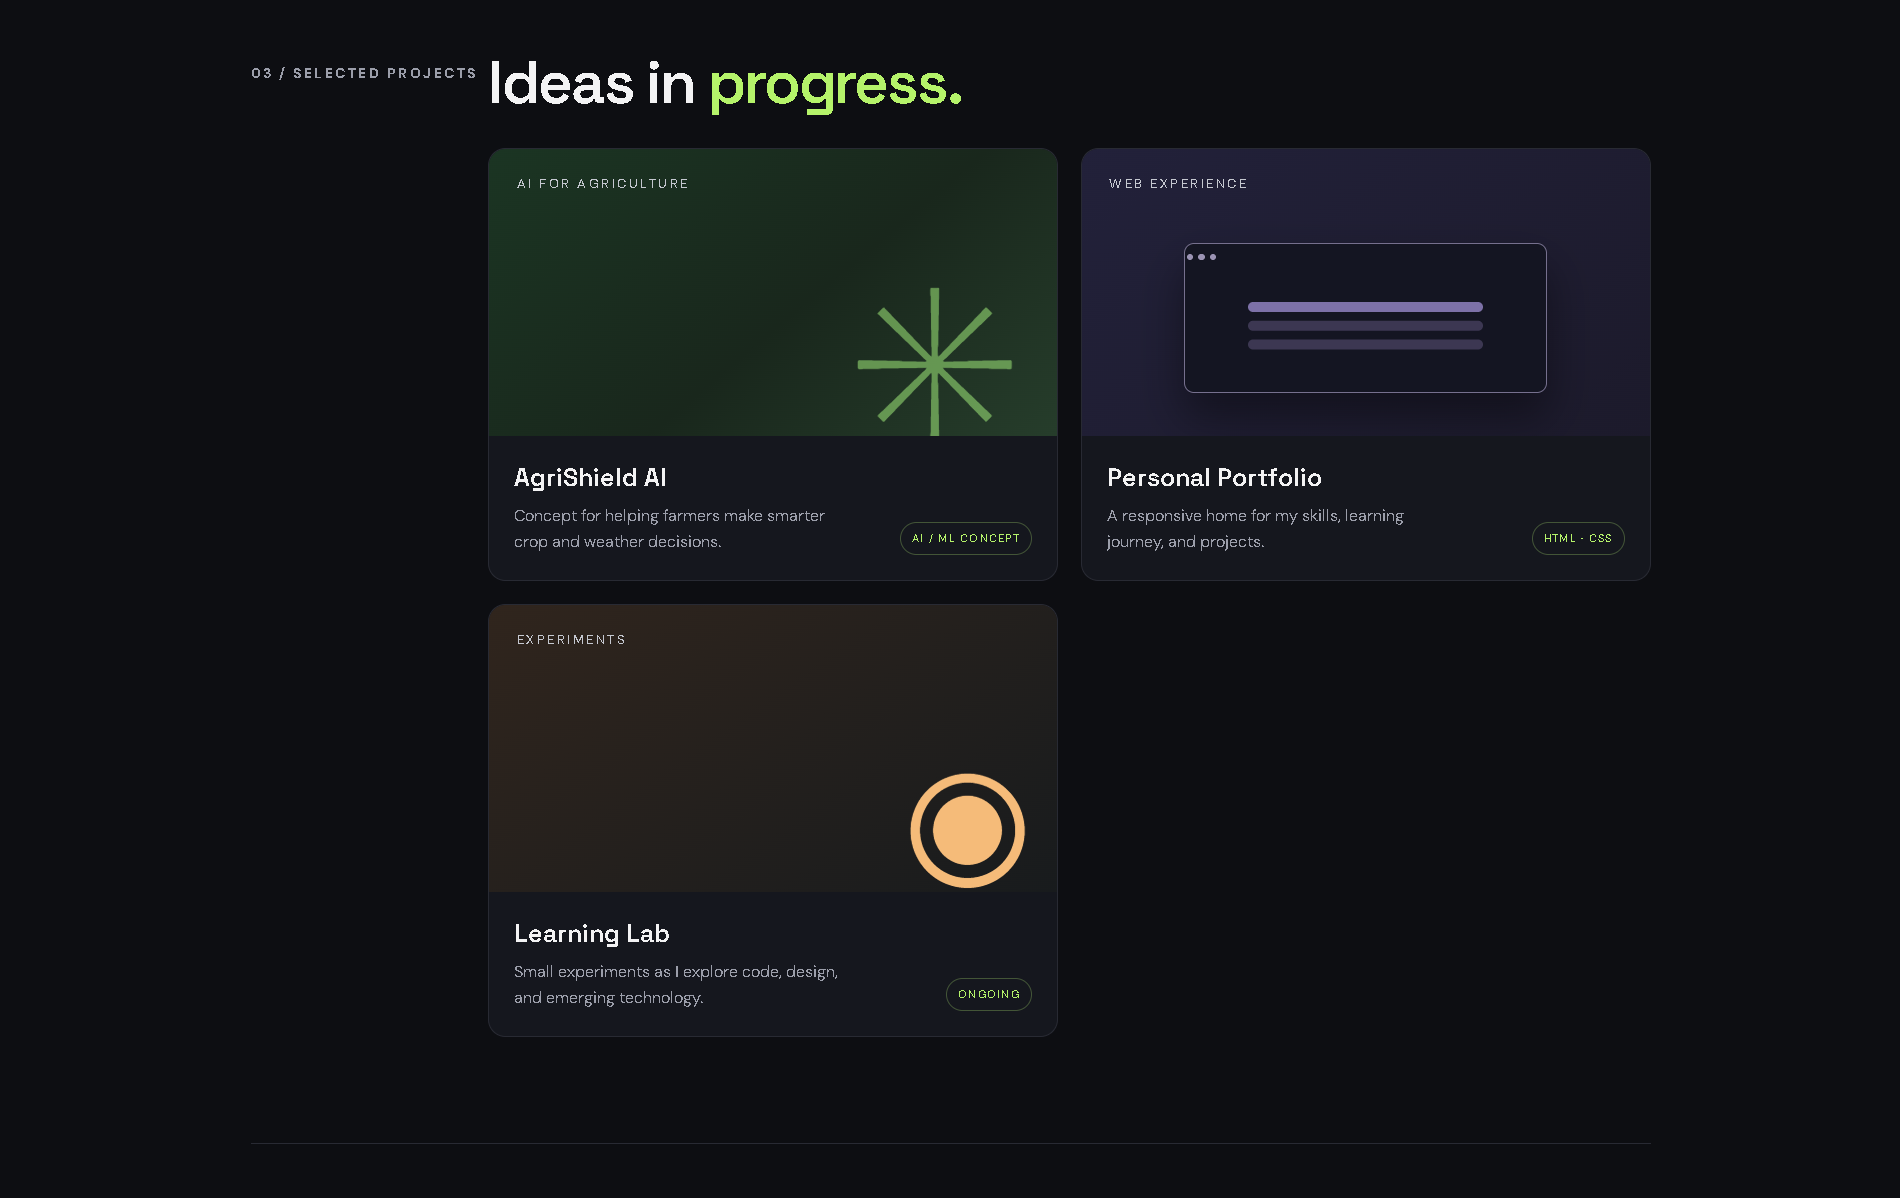 03 / SELECTED PROJECTS
Ideas in progress.
AI FOR AGRICULTURE
AgriShield AI
Concept for helping farmers make smarter
crop and weather decisions.
AI / ML CONCEPT
WEB EXPERIENCE
Personal Portfolio
A responsive home for my skills, learning
journey, and projects.
HTML · CSS
EXPERIMENTS
Learning Lab
Small experiments as I explore code, design,
and emerging technology.
ONGOING